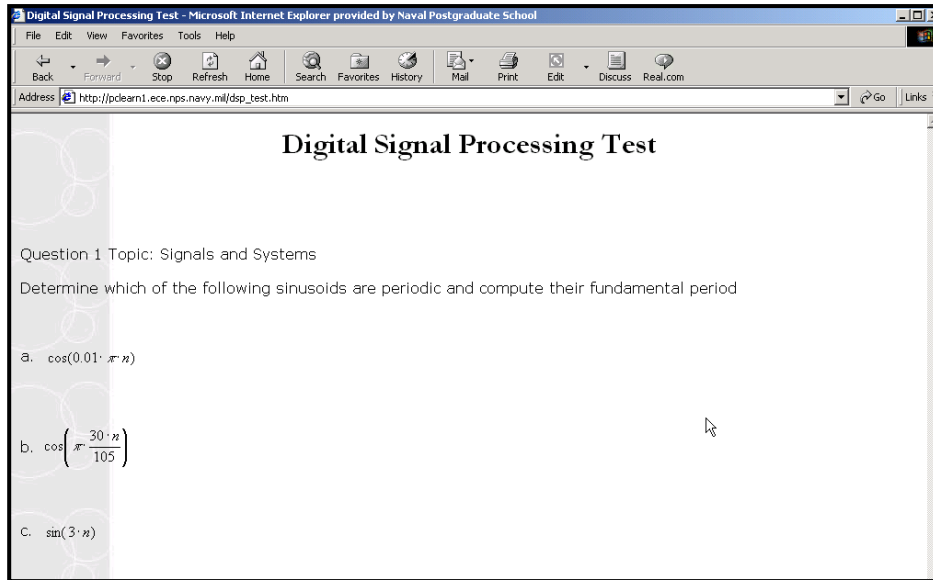 Digital Signal Processing Test - Microsoft Internet Explorer provided by Naval Postgraduate School
File Edit View Favorites Tools Help
Back Forward Stop Refresh Home Search Favorites History Mail Print Edit Discuss Real.com
Address http://pclearn1.ece.nps.navy.mil/dsp_test.htm Go Links
Digital Signal Processing Test
Question 1 Topic: Signals and Systems
Determine which of the following sinusoids are periodic and compute their fundamental period
a. cos(0.01· π· n)
b. cos( π· 30 · n / 105 )
c. sin( 3 · n)